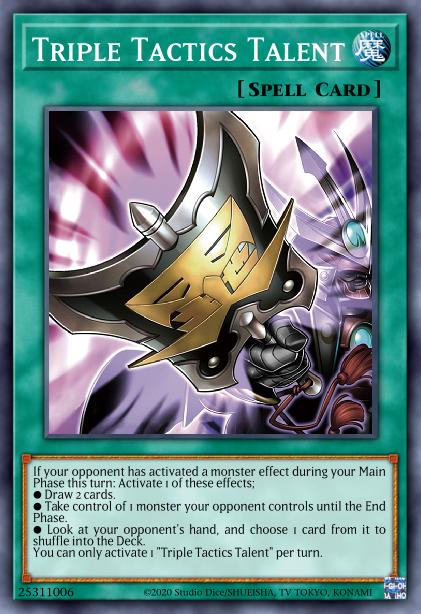 TRIPLE TACTICS TALENT
SPELL
魔
[SPELL CARD]
If your opponent has activated a monster effect during your Main
Phase this turn: Activate 1 of these effects;
● Draw 2 cards.
● Take control of 1 monster your opponent controls until the End
Phase.
● Look at your opponent's hand, and choose 1 card from it to
shuffle into the Deck.
You can only activate 1 "Triple Tactics Talent" per turn.
25311006
©2020 Studio Dice/SHUEISHA, TV TOKYO, KONAMI